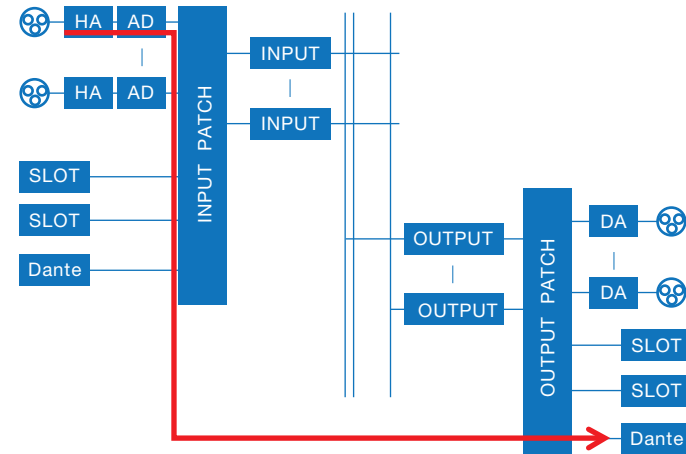 HA AD
HA AD
SLOT
SLOT
Dante
INPUT PATCH
INPUT
INPUT
OUTPUT
OUTPUT
OUTPUT PATCH
DA
DA
SLOT
SLOT
Dante